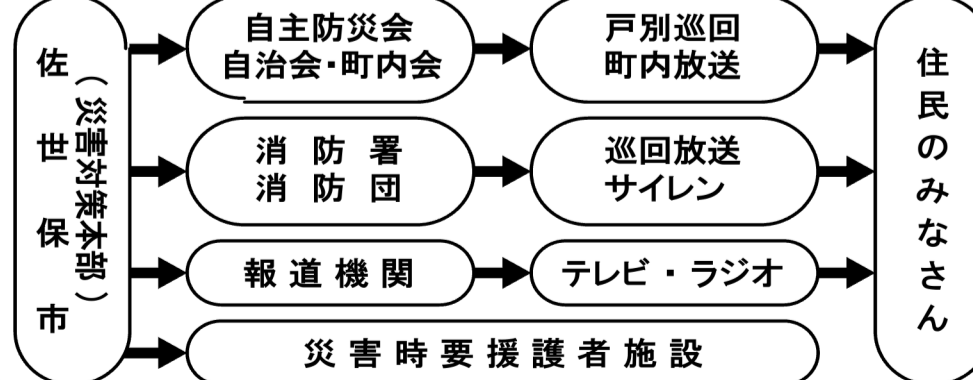 佐世保市
（災害対策本部）
自主防災会
自治会・町内会
戸別巡回
町内放送
消防署
消防団
巡回放送
サイレン
報道機関
テレビ・ラジオ
災害時要援護者施設
住民のみなさん